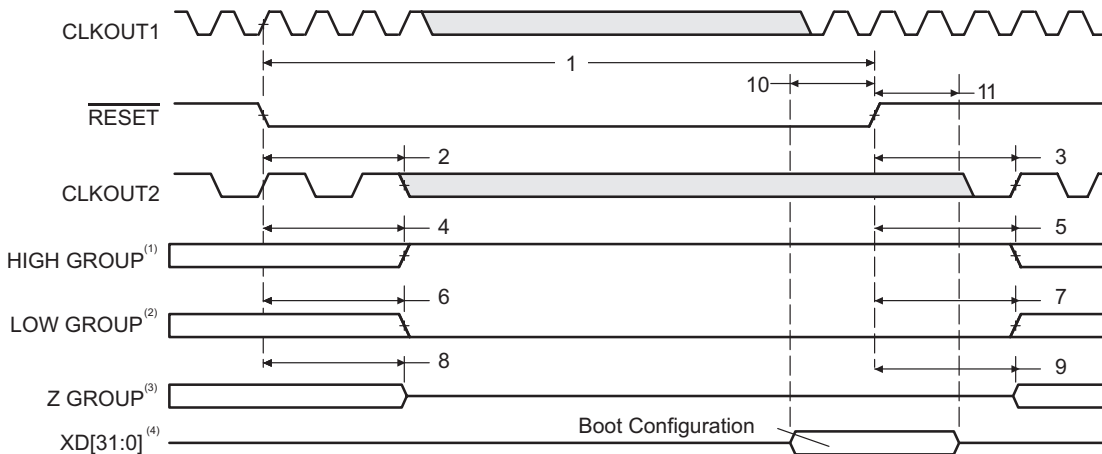 CLKOUT1
1
10
11
RESET
2
3
CLKOUT2
4
5
HIGH GROUP(1)
6
7
LOW GROUP(2)
8
9
Z GROUP(3)
Boot Configuration
XD[31:0](4)